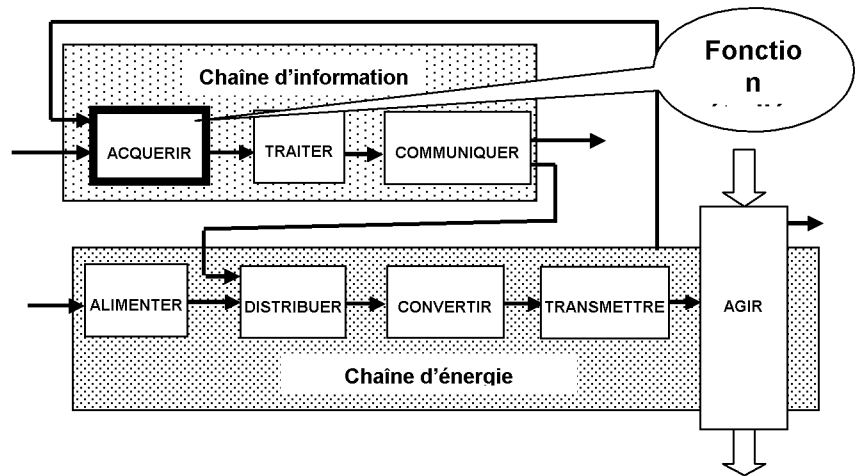 Chaîne d'information
Fonctio
n
ACQUERIR
TRAITER
COMMUNIQUER
ALIMENTER
DISTRIBUER
CONVERTIR
TRANSMETTRE
AGIR
Chaîne d'énergie